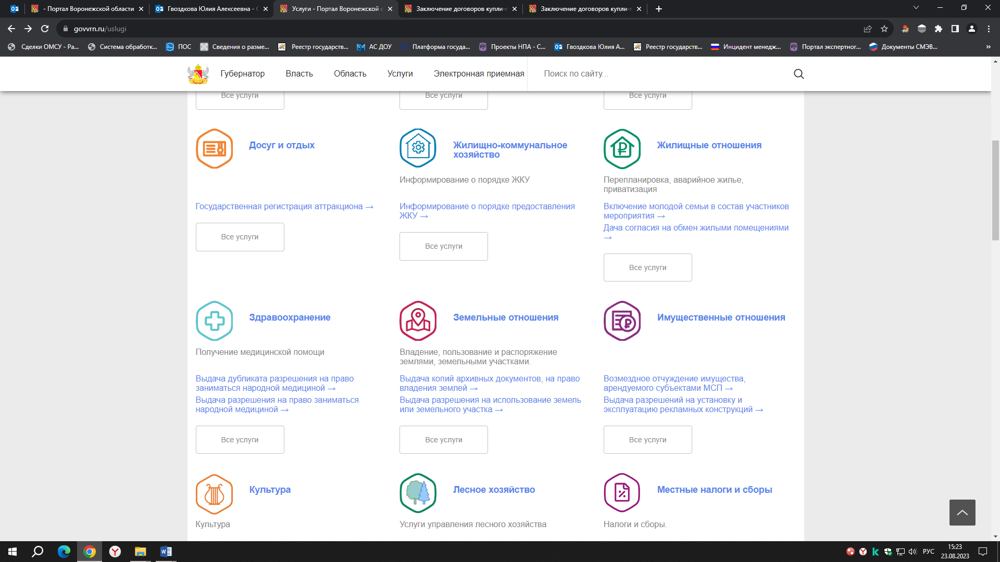 - Портал Воронежской области
Гвоздкова Юлия Алексеевна -
Услуги - Портал Воронежской
Заключение договоров купли-
Заключение договоров купли-
govvrn.ru/uslugi
Сделки ОМСУ - Ра...
Система обработк...
ПОС
Сведения о разме...
Реестр государств...
АС ДОУ
Платформа госуда...
Проекты НПА - С...
Гвоздкова Юлия А...
Реестр государств...
Инцидент менедж...
Портал экспертног...
Документы СМЭВ...
»
Губернатор
Власть
Область
Услуги
Электронная приемная
Поиск по сайту...
Все услуги
Все услуги
Все услуги
Досуг и отдых
Государственная регистрация аттракциона →
Все услуги
Жилищно-коммунальное
хозяйство
Информирование о порядке ЖКУ
Информирование о порядке предоставления
ЖКУ →
Все услуги
Жилищные отношения
Перепланировка, аварийное жилье,
приватизация
Включение молодой семьи в состав участников
мероприятия →
Дача согласия на обмен жилыми помещениями
→
Все услуги
Здравоохранение
Получение медицинской помощи
Выдача дубликата разрешения на право
заниматься народной медициной →
Выдача разрешения на право заниматься
народной медициной →
Все услуги
Земельные отношения
Владение, пользование и распоряжение
землями, земельными участками.
Выдача копий архивных документов, на право
владения землей →
Выдача разрешения на использование земель
или земельного участка →
Все услуги
Имущественные отношения
Возмездное отчуждение имущества,
арендуемого субъектами МСП →
Выдача разрешений на установку и
эксплуатацию рекламных конструкций →
Все услуги
Культура
Культура
Лесное хозяйство
Услуги управления лесного хозяйства
Местные налоги и сборы
Налоги и сборы.
РУС
15:23
23.08.2023